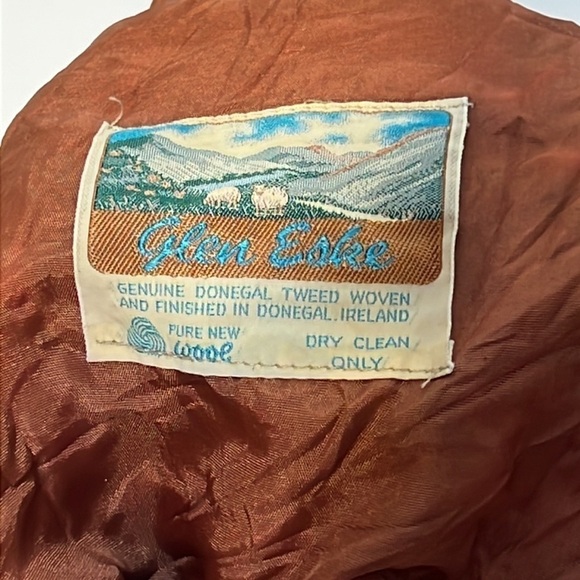 Glen Eske
GENUINE DONEGAL TWEED WOVEN
AND FINISHED IN DONEGAL.IRELAND
PURE NEW
wool
DRY CLEAN
ONLY